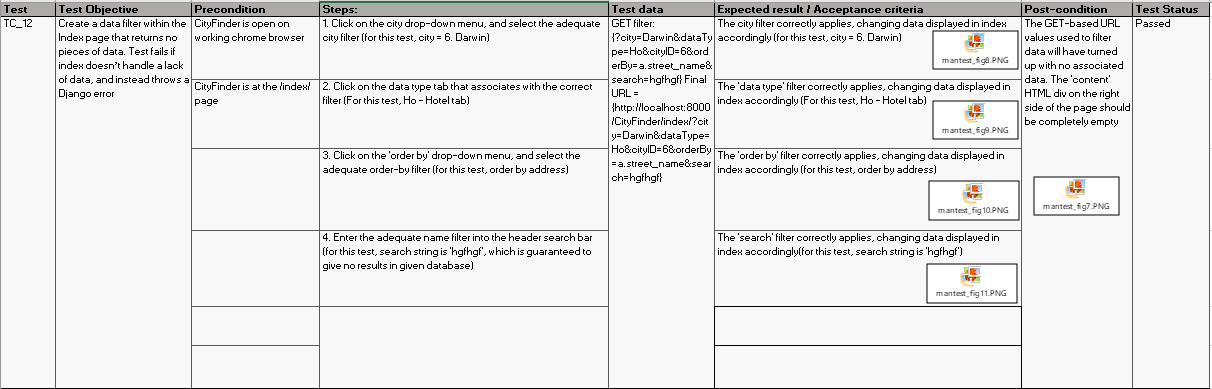 Test
Test Objective
Precondition
Steps:
Test data
Expected result / Acceptance criteria
Post-condition
Test Status
TC_12
Create a data filter within the
Index page that returns no
pieces of data. Test fails if
index doesn't handle a lack
of data, and instead throws a
Django error
CityFinder is open on
working chrome browser
1. Click on the city drop-down menu, and select the adequate
city filter (for this test, city = 6. Darwin)
GET filter:
{?city=Darwin&dataTy
pe=Ho&cityID=6&ord
erBy=a.street_name&
search=hgfhgf} Final
URL =
{http://localhost:8000
/CityFinder/index/?cit
y=Darwin&dataType=
Ho&cityID=6&orderBy
=a.street_name&sear
ch=hgfhgf}
The city filter correctly applies, changing data displayed in index
accordingly (for this test, city = 6. Darwin)
mantest_fig8.PNG
The GET-based URL
values used to filter
data will have turned
up with no associated
data. The 'content'
HTML div on the right
side of the page should
be completely empty
mantest_fig7.PNG
Passed
CityFinder is at the /index/
page
2. Click on the data type tab that associates with the correct
filter (For this test, Ho - Hotel tab)
The 'data type' filter correctly applies, changing data displayed in
index accordingly (For this test, Ho - Hotel tab)
mantest_fig9.PNG
3. Click on the 'order by' drop-down menu, and select the
adequate order-by filter (for this test, order by address)
The 'order by' filter correctly applies, changing data displayed in
index accordingly (for this test, order by address)
mantest_fig10.PNG
4. Enter the adequate name filter into the header search bar
(for this test, search string is 'hgfhgf', which is guaranteed to
give no results in given database)
The 'search' filter correctly applies, changing data displayed in
index accordingly(for this test, search string is 'hgfhgf')
mantest_fig11.PNG